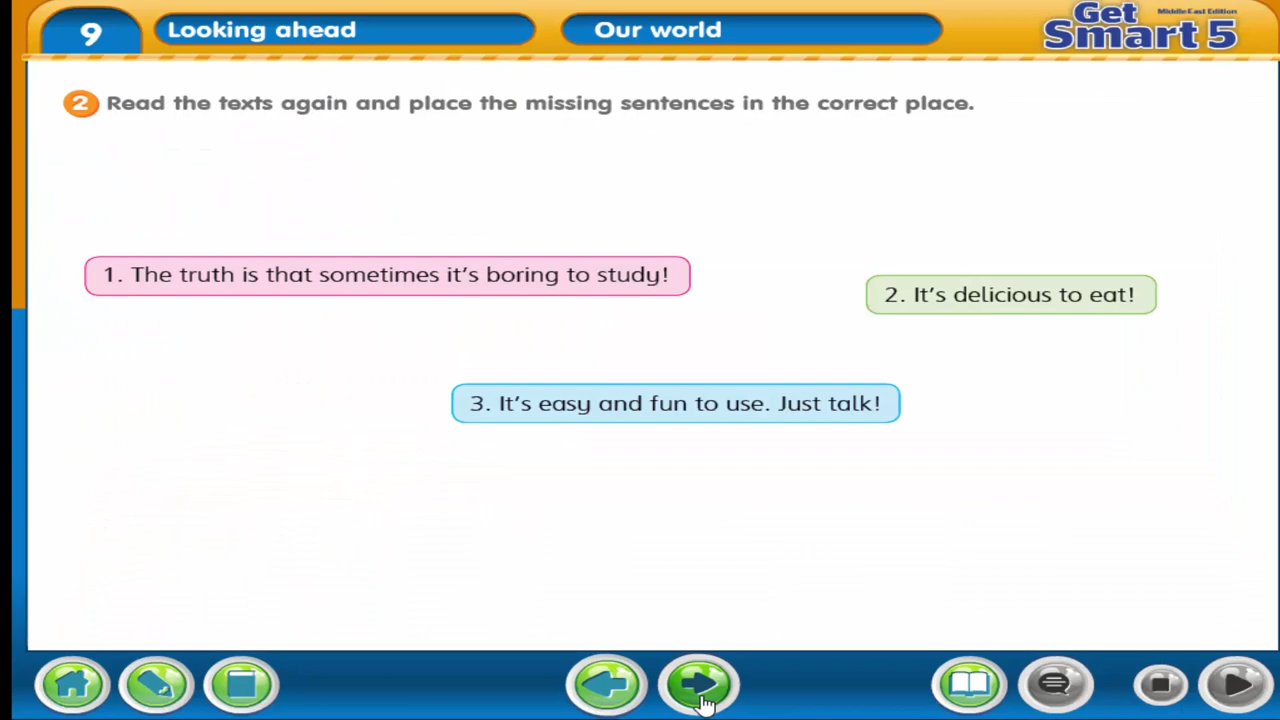 9
Looking ahead
Our world
Middle East Edition
Get
Smart 5
2 Read the texts again and place the missing sentences in the correct place.
1. The truth is that sometimes it's boring to study!
2. It's delicious to eat!
3. It's easy and fun to use. Just talk!